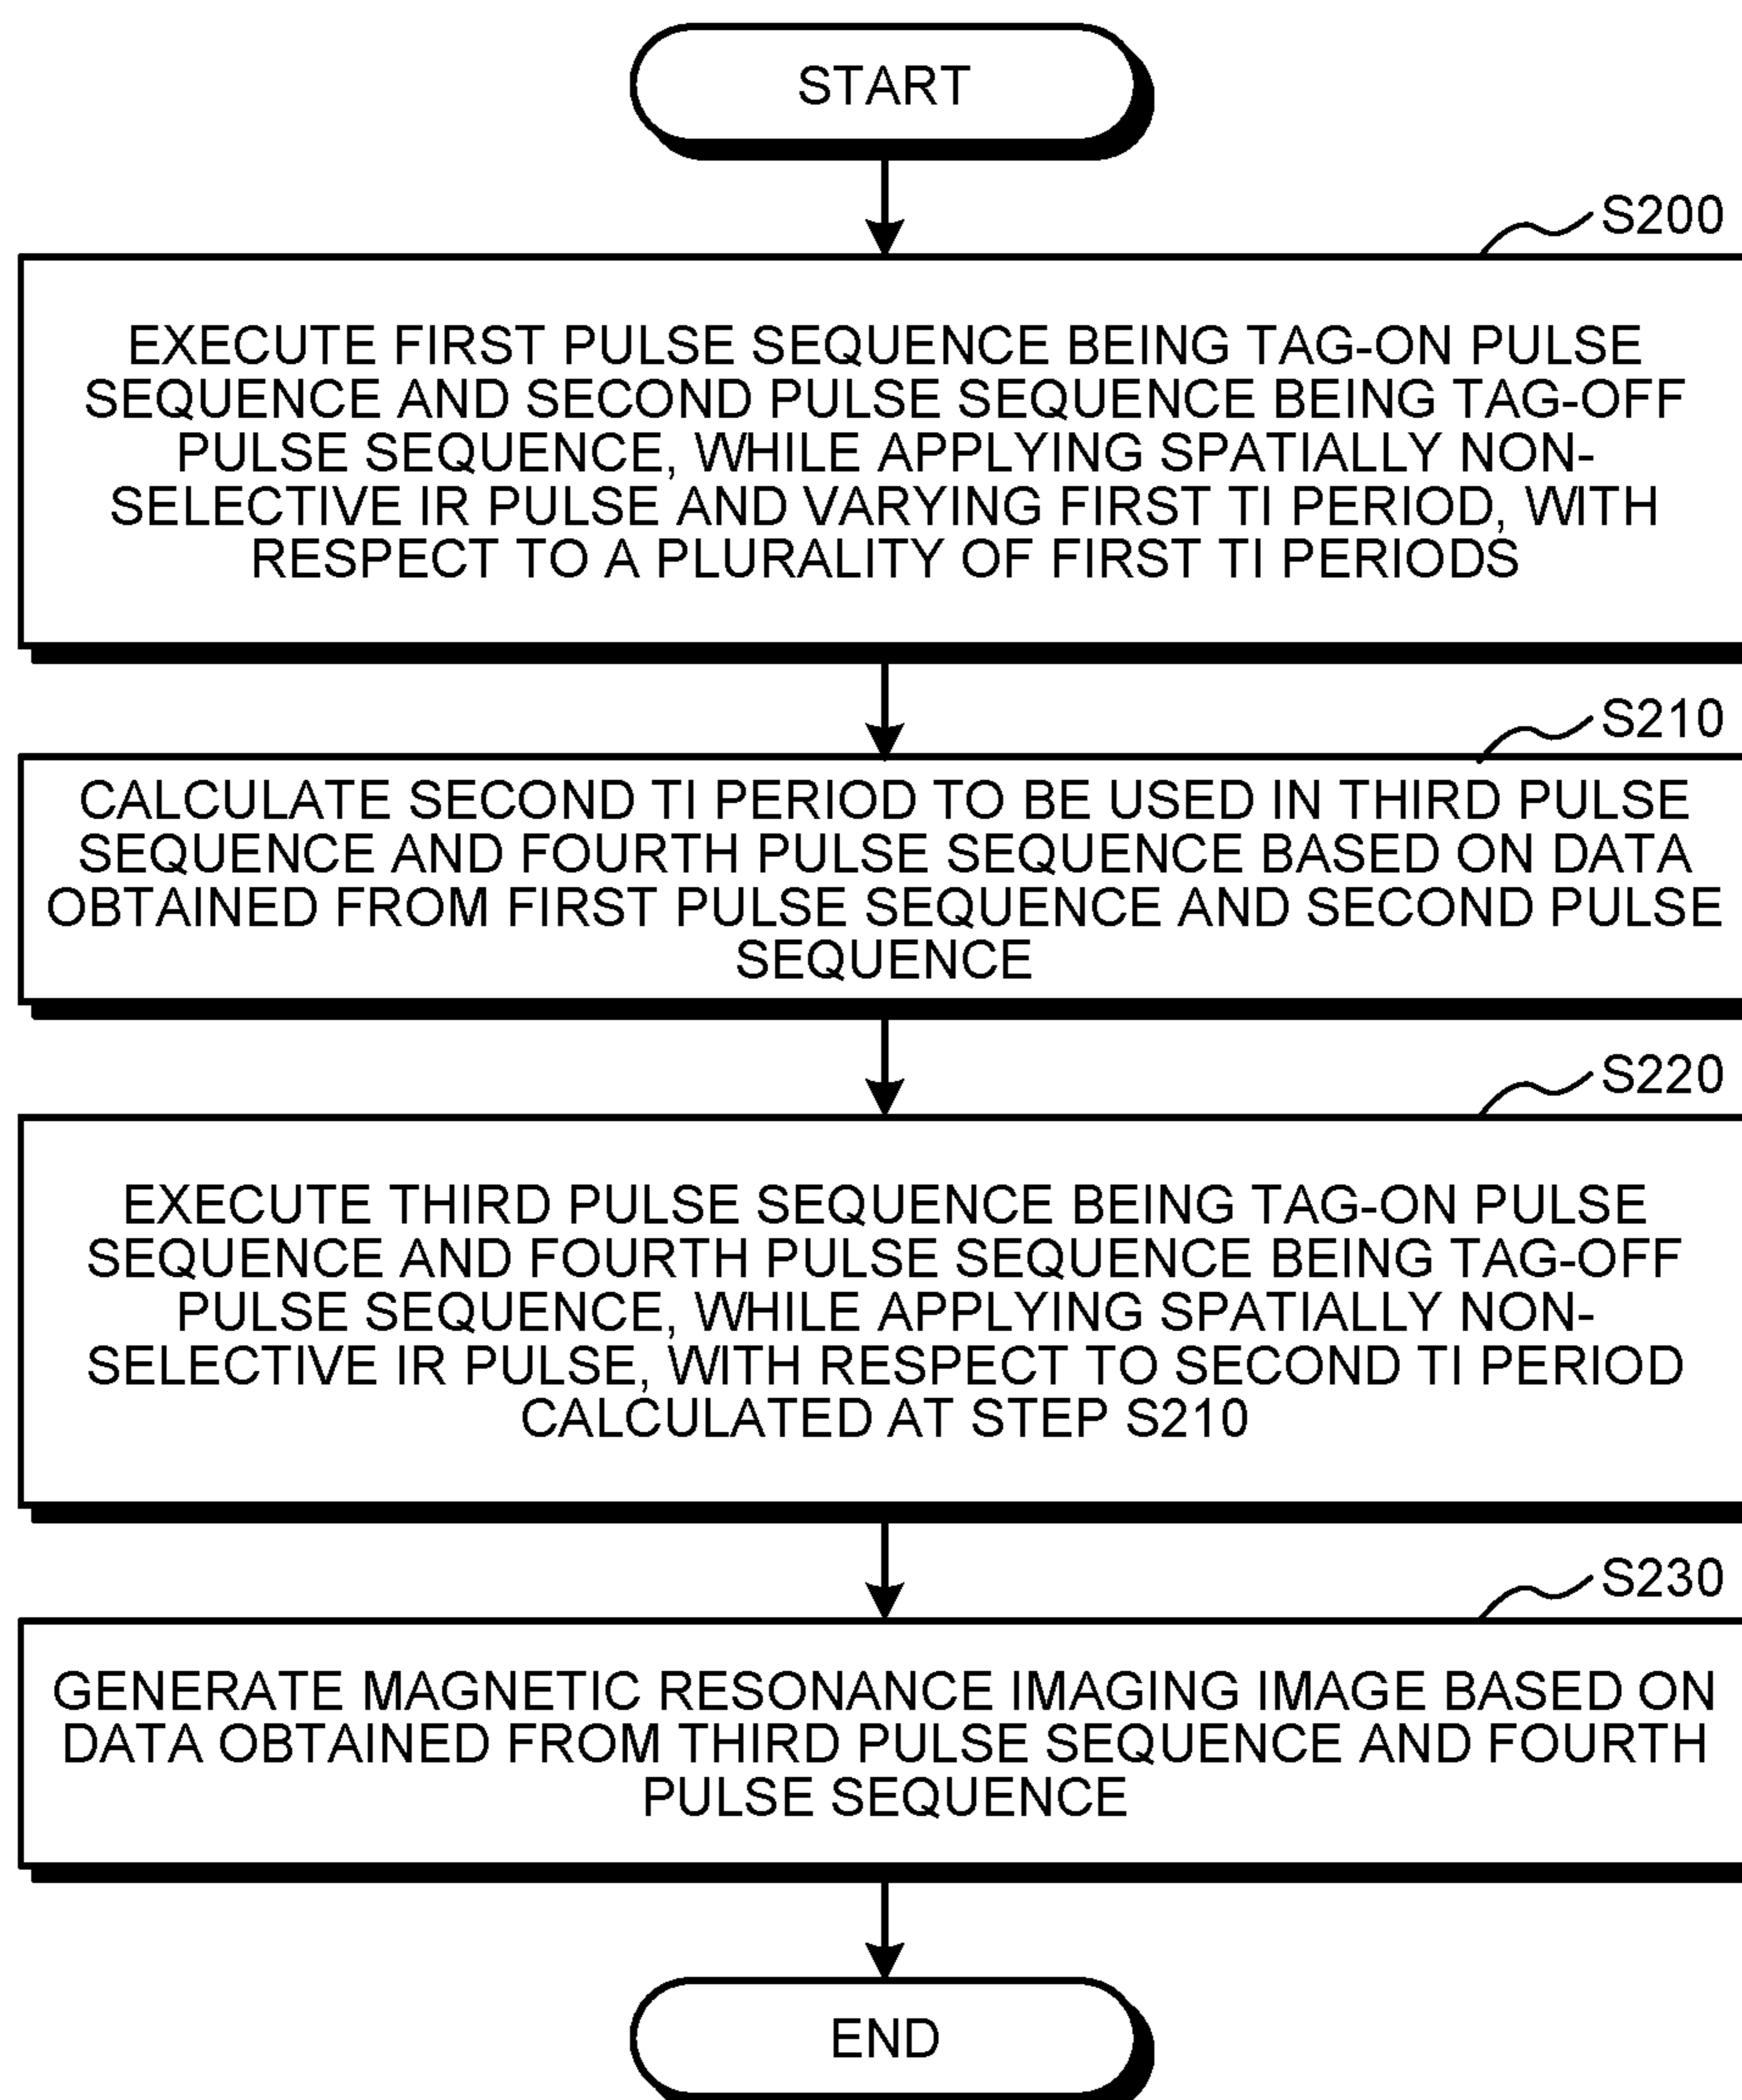 START
S200
EXECUTE FIRST PULSE SEQUENCE BEING TAG-ON PULSE
SEQUENCE AND SECOND PULSE SEQUENCE BEING TAG-OFF
PULSE SEQUENCE, WHILE APPLYING SPATIALLY NON-
SELECTIVE IR PULSE AND VARYING FIRST TI PERIOD, WITH
RESPECT TO A PLURALITY OF FIRST TI PERIODS
S210
CALCULATE SECOND TI PERIOD TO BE USED IN THIRD PULSE
SEQUENCE AND FOURTH PULSE SEQUENCE BASED ON DATA
OBTAINED FROM FIRST PULSE SEQUENCE AND SECOND PULSE
SEQUENCE
S220
EXECUTE THIRD PULSE SEQUENCE BEING TAG-ON PULSE
SEQUENCE AND FOURTH PULSE SEQUENCE BEING TAG-OFF
PULSE SEQUENCE, WHILE APPLYING SPATIALLY NON-
SELECTIVE IR PULSE, WITH RESPECT TO SECOND TI PERIOD
CALCULATED AT STEP S210
S230
GENERATE MAGNETIC RESONANCE IMAGING IMAGE BASED ON
DATA OBTAINED FROM THIRD PULSE SEQUENCE AND FOURTH
PULSE SEQUENCE
END